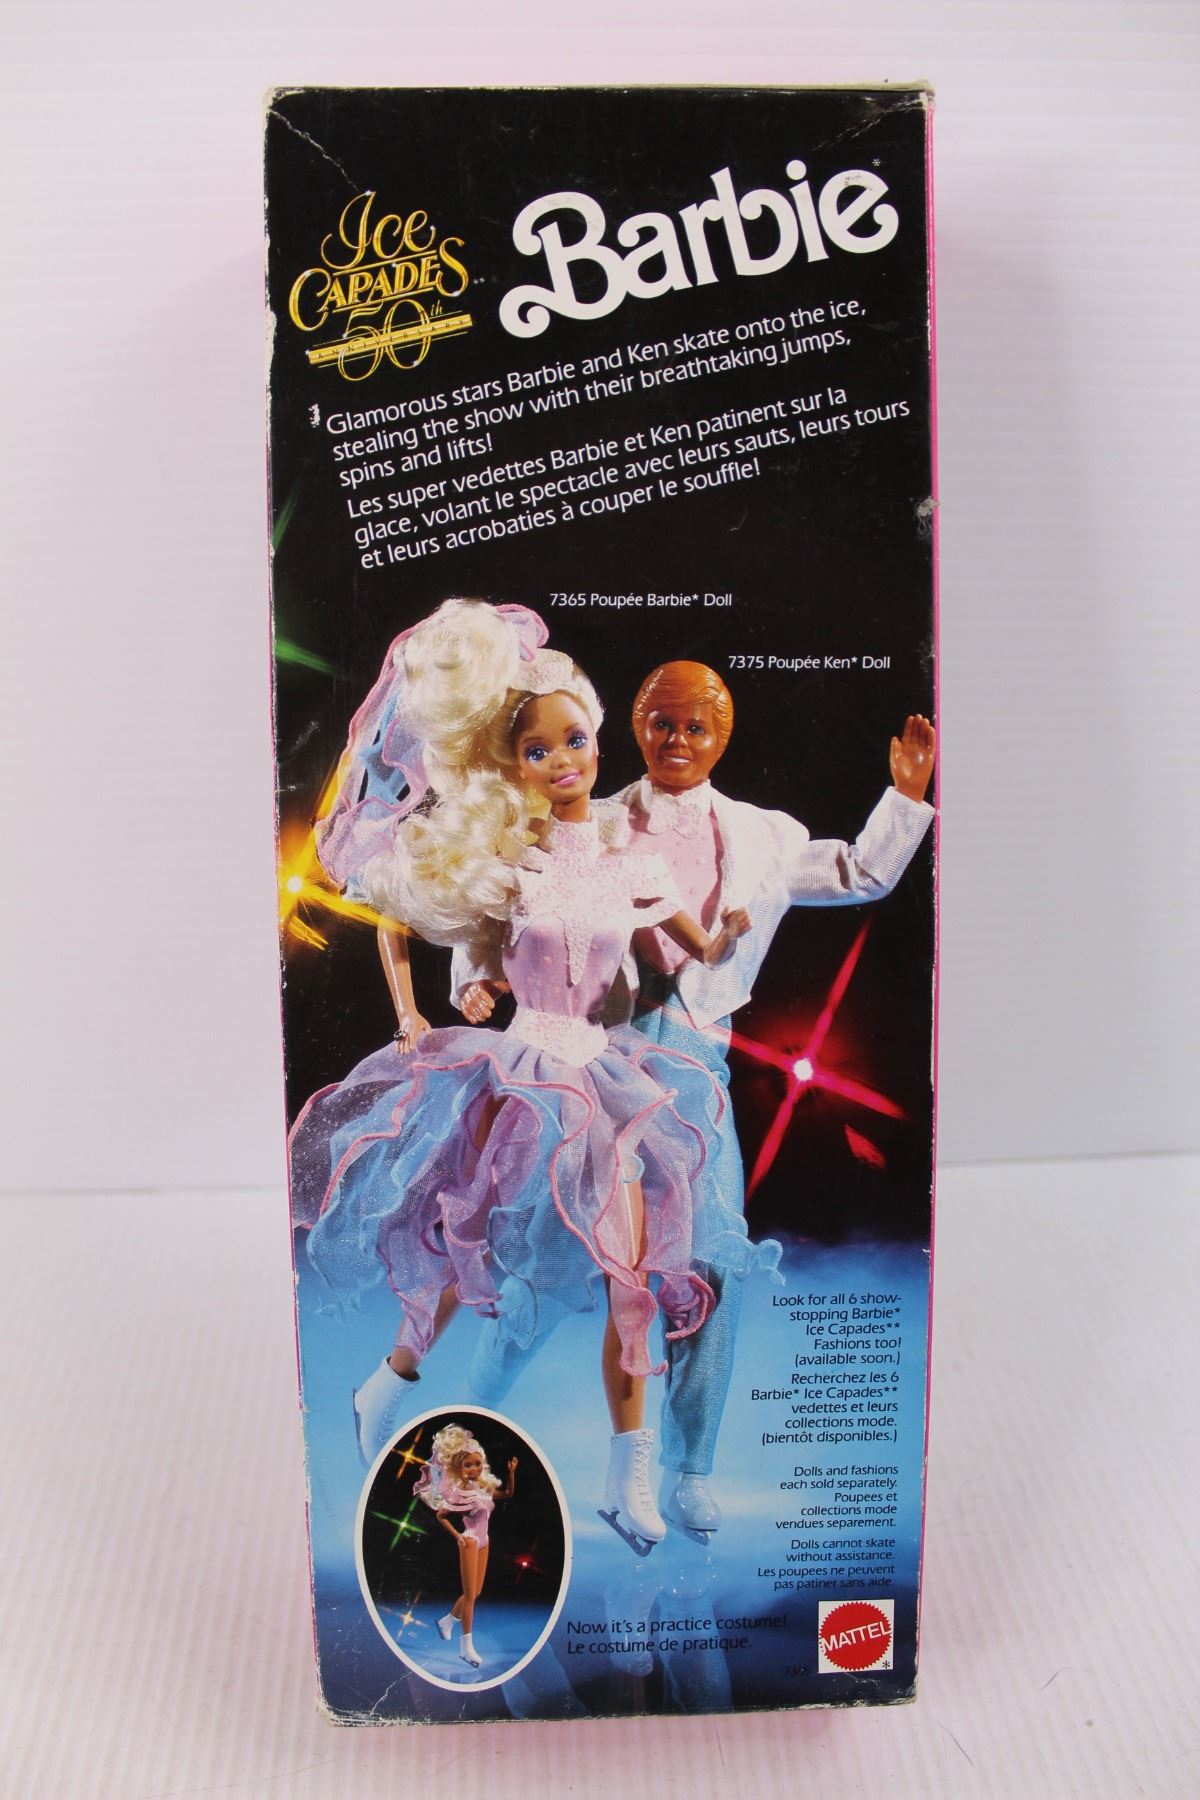 Ice
CAPADES**
50th
ANNIVERSARY
Barbie*
Glamorous stars Barbie and Ken skate onto the ice,
stealing the show with their breathtaking jumps,
spins and lifts!
Les super vedettes Barbie et Ken patinent sur la
glace, volant le spectacle avec leurs sauts, leurs tours
et leurs acrobaties à couper le souffle!
7365 Poupée Barbie* Doll
7375 Poupée Ken* Doll
Look for all 6 show-
stopping Barbie*
Ice Capades**
Fashions too!
(available soon.)
Recherchez les 6
Barbie* Ice Capades**
vedettes et leurs
collections mode.
(bientôt disponibles.)
Dolls and fashions
each sold separately.
Poupees et
collections mode
vendues separement.
Dolls cannot skate
without assistance.
Les poupees ne peuvent
pas patiner sans aide.
Now it's a practice costume!
Le costume de pratique.
MATTEL
*
7365